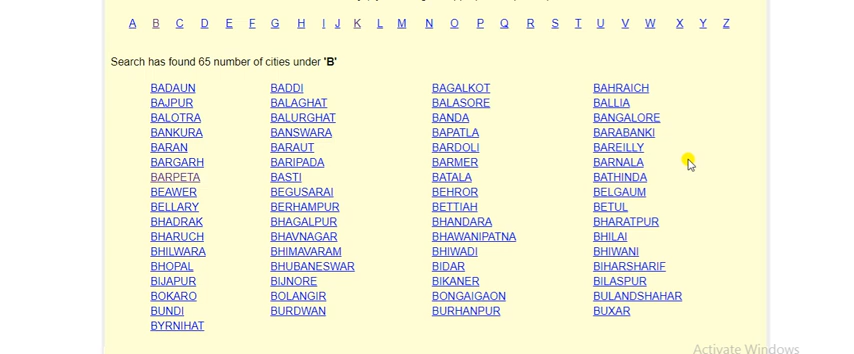 A B C D E F G H I J K L M N O P Q R S T U V W X Y Z
Search has found 65 number of cities under 'B'
BADAUN BADDI BAGALKOT BAHRAICH
BAJPUR BALAGHAT BALASORE BALLIA
BALOTRA BALURGHAT BANDA BANGALORE
BANKURA BANSWARA BAPATLA BARABANKI
BARAN BARAUT BARDOLI BAREILLY
BARGARH BARIPADA BARMER BARNALA
BARPETA BASTI BATALA BATHINDA
BEAWER BEGUSARAI BEHROR BELGAUM
BELLARY BERHAMPUR BETTIAH BETUL
BHADRAK BHAGALPUR BHANDARA BHARATPUR
BHARUCH BHAVNAGAR BHAWANIPATNA BHILAI
BHILWARA BHIMAVARAM BHIWADI BHIWANI
BHOPAL BHUBANESWAR BIDAR BIHARSHARIF
BIJAPUR BIJNORE BIKANER BILASPUR
BOKARO BOLANGIR BONGAIGAON BULANDSHAHAR
BUNDI BURDWAN BURHANPUR BUXAR
BYRNIHAT
Activate Windows